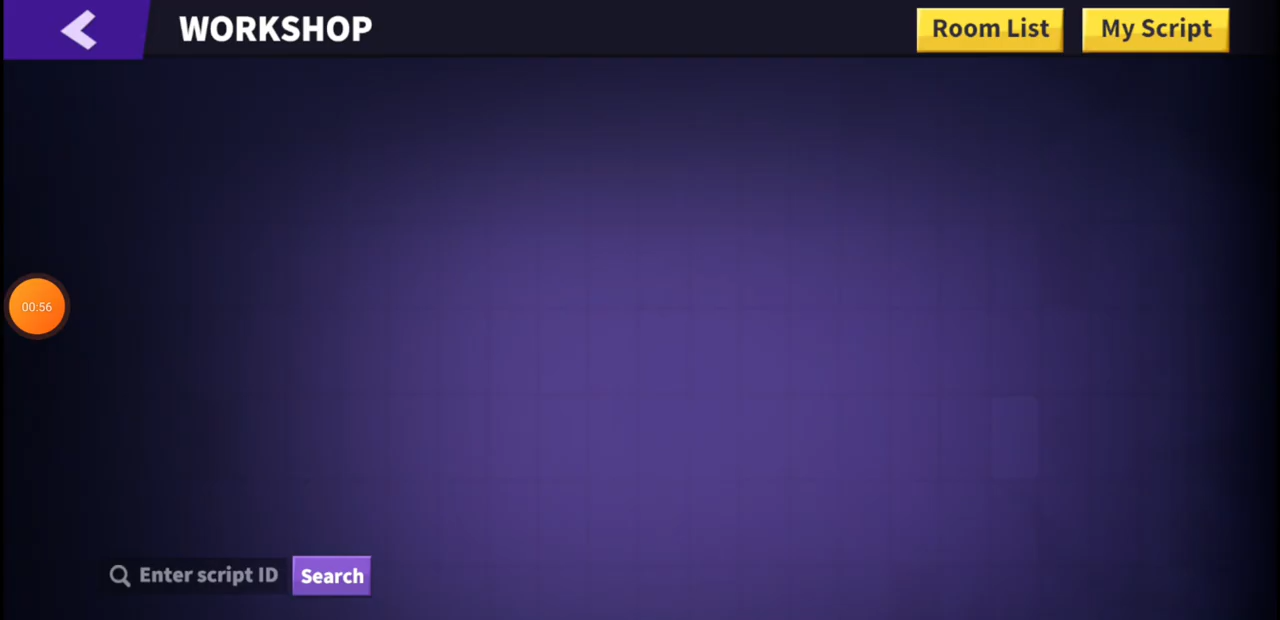 WORKSHOP
Room List
My Script
00:56
Enter script ID
Search